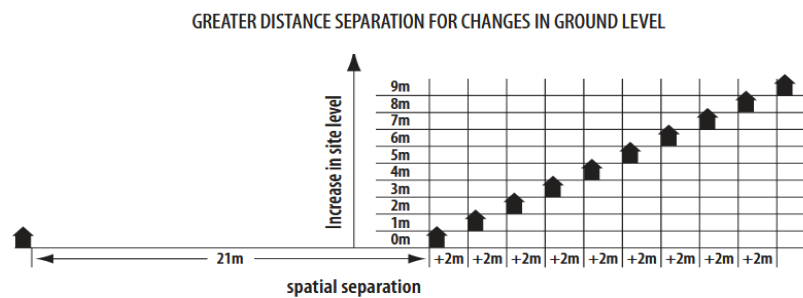 GREATER DISTANCE SEPARATION FOR CHANGES IN GROUND LEVEL
Increase in site level
9m
8m
7m
6m
5m
4m
3m
2m
1m
0m
21m
+2m +2m +2m +2m +2m +2m +2m +2m +2m
spatial separation